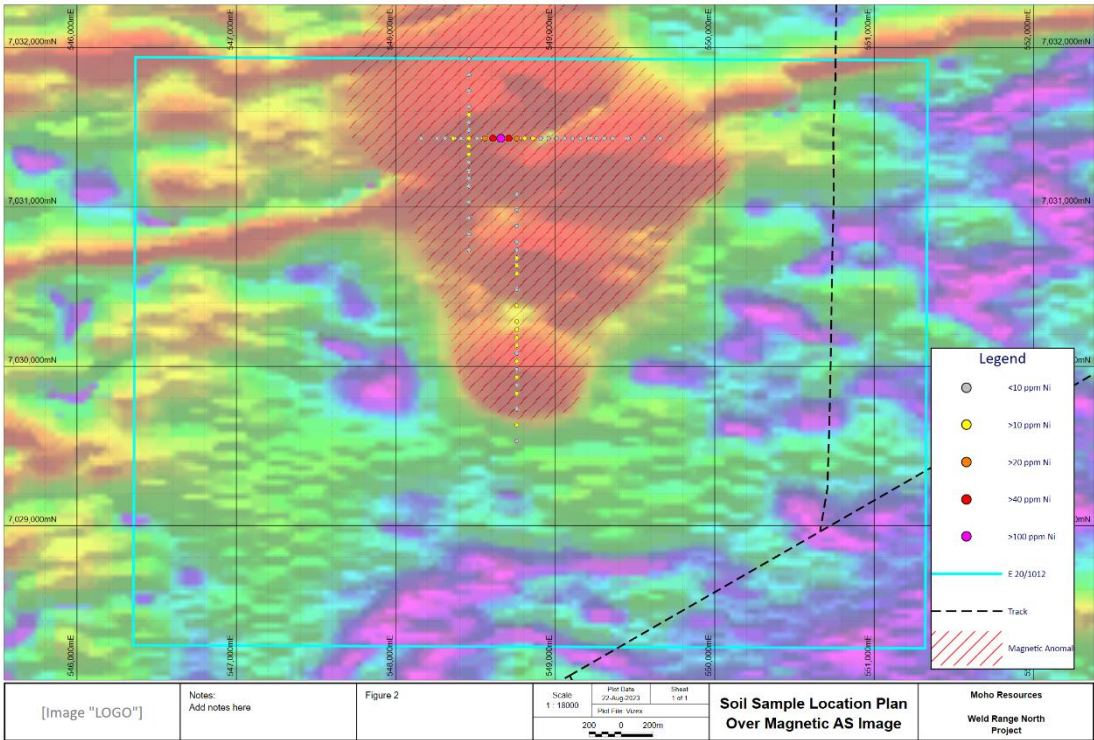 546,000mE
547,000mE
548,000mE
549,000mE
550,000mE
551,000mE
7,032,000mN
7,032,000mN
7,031,000mN
7,031,000mN
7,030,000mN
7,029,000mN
546,000mE
547,000mE
548,000mE
549,000mE
550,000mE
551,000mE
Legend
<10 ppm Ni
>10 ppm Ni
>20 ppm Ni
>40 ppm Ni
>100 ppm Ni
E 20/1012
Track
Magnetic Anomal
[Image "LOGO"]
Notes:
Add notes here
Figure 2
Scale
1 : 18000
Plot Date
22-Aug-2023
Sheet
1 of 1
Plot File: Vizex
200 0 200m
Soil Sample Location Plan
Over Magnetic AS Image
Moho Resources
Weld Range North
Project